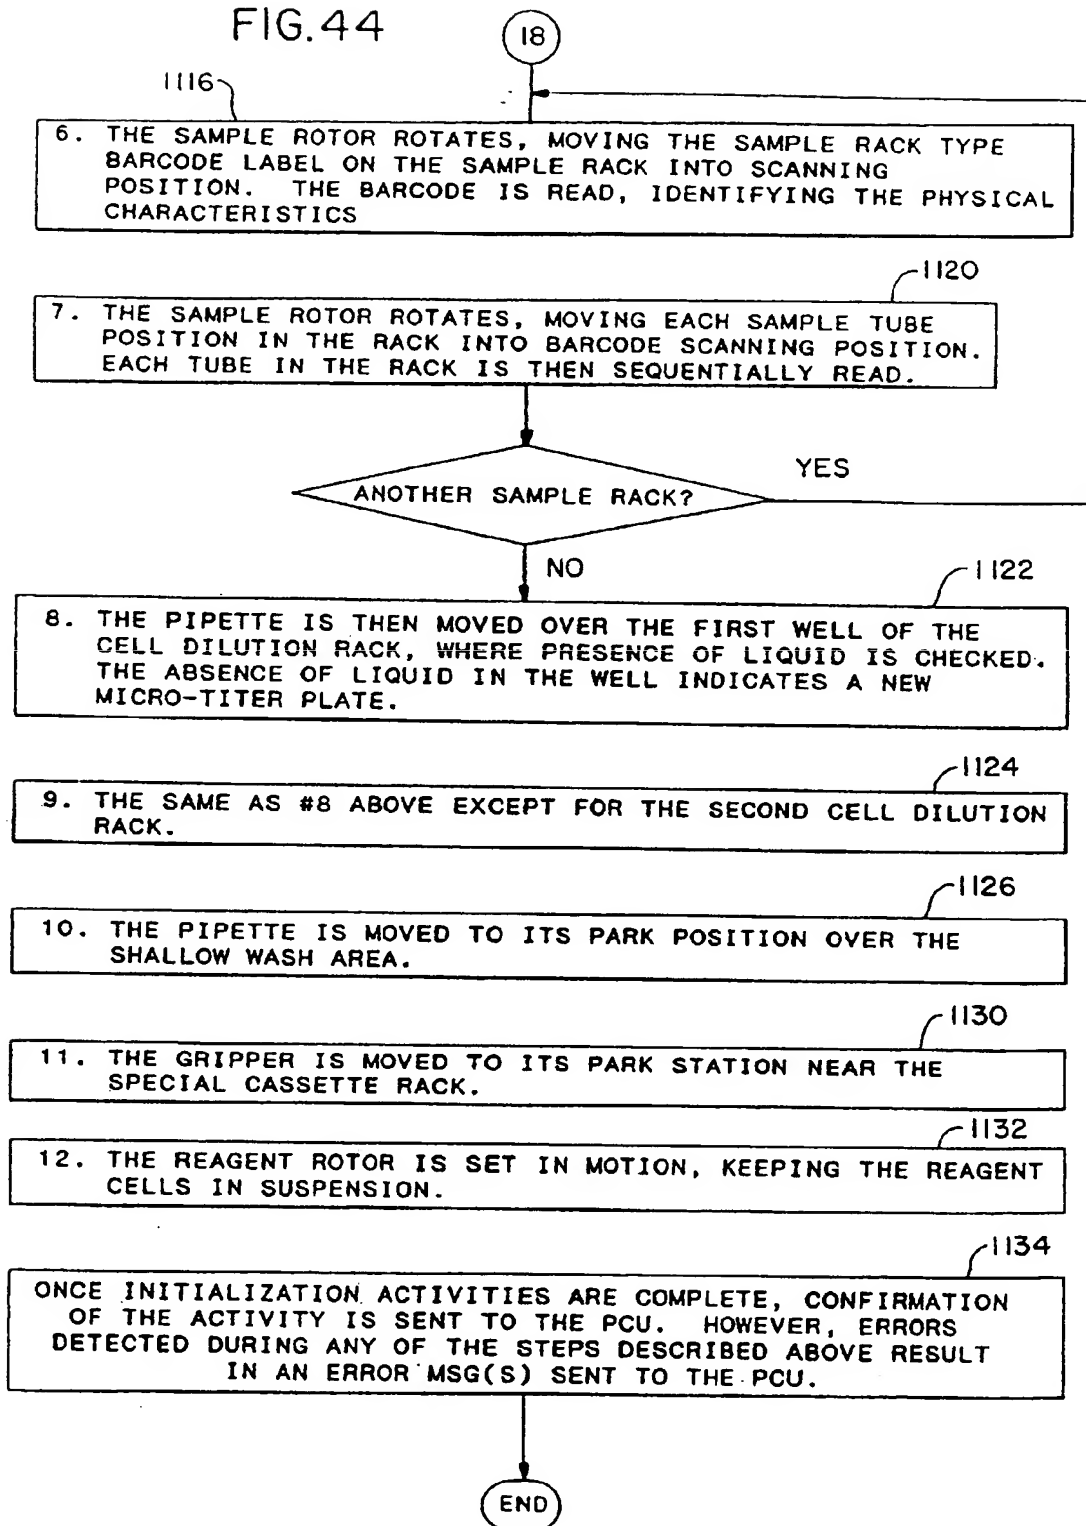 FIG.44
18
1116
6. THE SAMPLE ROTOR ROTATES, MOVING THE SAMPLE RACK TYPE
BARCODE LABEL ON THE SAMPLE RACK INTO SCANNING
POSITION. THE BARCODE IS READ, IDENTIFYING THE PHYSICAL
CHARACTERISTICS
1120
7. THE SAMPLE ROTOR ROTATES, MOVING EACH SAMPLE TUBE
POSITION IN THE RACK INTO BARCODE SCANNING POSITION.
EACH TUBE IN THE RACK IS THEN SEQUENTIALLY READ.
YES
ANOTHER SAMPLE RACK?
NO
1122
8. THE PIPETTE IS THEN MOVED OVER THE FIRST WELL OF THE
CELL DILUTION RACK, WHERE PRESENCE OF LIQUID IS CHECKED.
THE ABSENCE OF LIQUID IN THE WELL INDICATES A NEW
MICRO-TITER PLATE.
1124
9. THE SAME AS #8 ABOVE EXCEPT FOR THE SECOND CELL DILUTION
RACK.
1126
10. THE PIPETTE IS MOVED TO ITS PARK POSITION OVER THE
SHALLOW WASH AREA.
1130
11. THE GRIPPER IS MOVED TO ITS PARK STATION NEAR THE
SPECIAL CASSETTE RACK.
1132
12. THE REAGENT ROTOR IS SET IN MOTION, KEEPING THE REAGENT
CELLS IN SUSPENSION.
1134
ONCE INITIALIZATION ACTIVITIES ARE COMPLETE, CONFIRMATION
OF THE ACTIVITY IS SENT TO THE PCU. HOWEVER, ERRORS
DETECTED DURING ANY OF THE STEPS DESCRIBED ABOVE RESULT
IN AN ERROR MSG(S) SENT TO THE PCU.
END